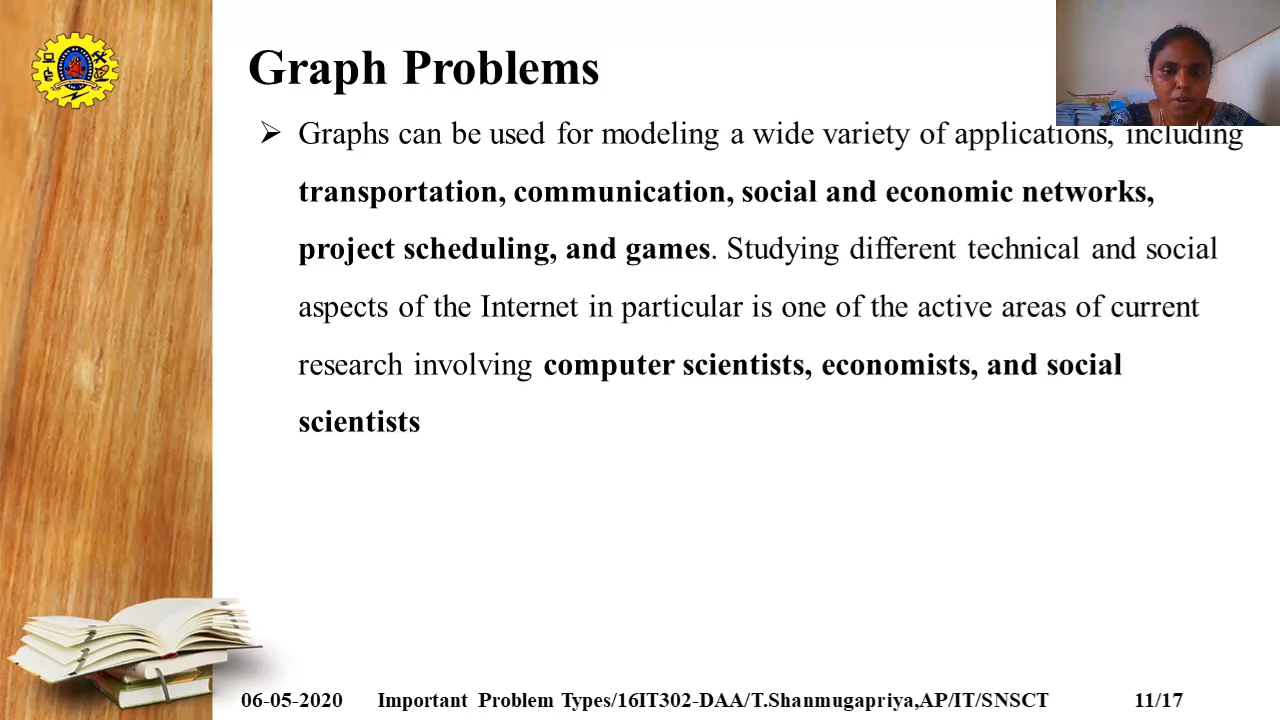 Graph Problems
➢ Graphs can be used for modeling a wide variety of applications, including
transportation, communication, social and economic networks,
project scheduling, and games. Studying different technical and social
aspects of the Internet in particular is one of the active areas of current
research involving computer scientists, economists, and social
scientists
06-05-2020 Important Problem Types/16IT302-DAA/T.Shanmugapriya,AP/IT/SNSCT 11/17